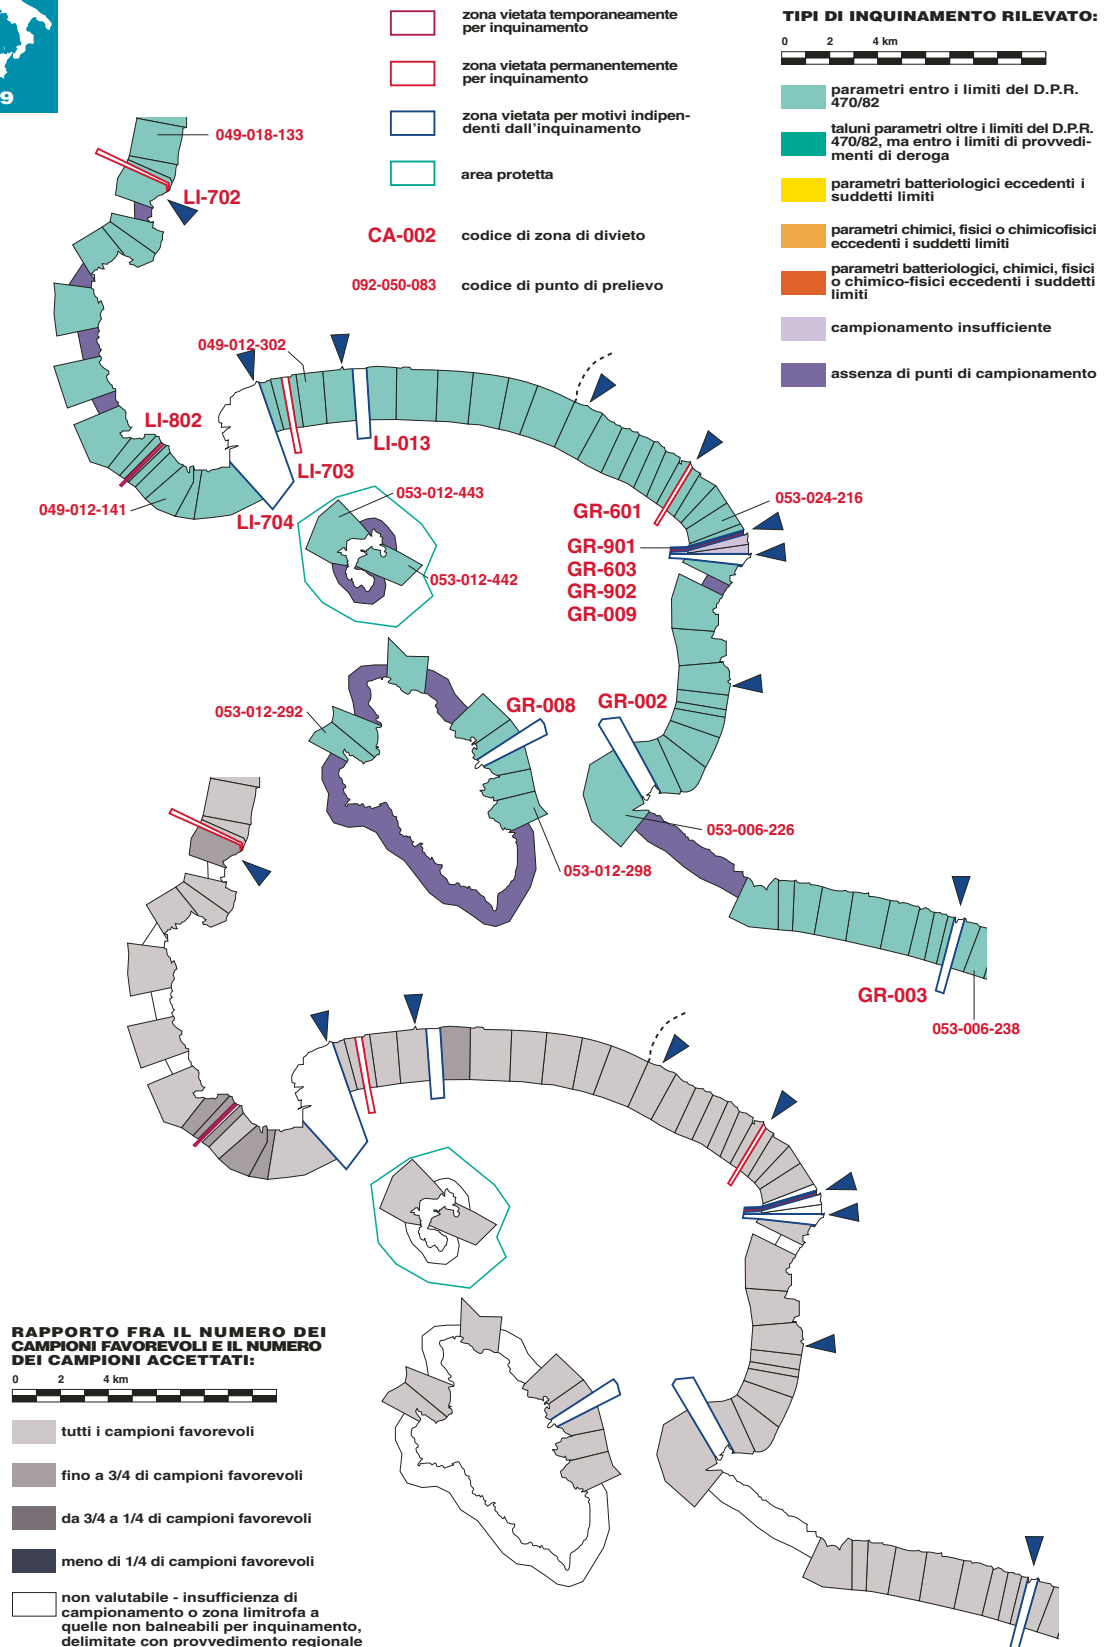 9
zona vietata temporaneamente
per inquinamento
zona vietata permanentemente
per inquinamento
zona vietata per motivi indipen-
denti dall'inquinamento
area protetta
CA-002 codice di zona di divieto
092-050-083 codice di punto di prelievo
TIPI DI INQUINAMENTO RILEVATO:
0 2 4 km
parametri entro i limiti del D.P.R.
470/82
taluni parametri oltre i limiti del D.P.R.
470/82, ma entro i limiti di provvedi-
menti di deroga
parametri batteriologici eccedenti i
suddetti limiti
parametri chimici, fisici o chimicofisici
eccedenti i suddetti limiti
parametri batteriologici, chimici, fisici
o chimico-fisici eccedenti i suddetti
limiti
campionamento insufficiente
assenza di punti di campionamento
049-018-133
LI-702
049-012-302
LI-802
LI-013
LI-703
049-012-141
LI-704
053-012-443
053-012-442
GR-601
053-024-216
GR-901
GR-603
GR-902
GR-009
053-012-292
GR-008
GR-002
053-006-226
053-012-298
GR-003
053-006-238
RAPPORTO FRA IL NUMERO DEI
CAMPIONI FAVOREVOLI E IL NUMERO
DEI CAMPIONI ACCETTATI:
0 2 4 km
tutti i campioni favorevoli
fino a 3/4 di campioni favorevoli
da 3/4 a 1/4 di campioni favorevoli
meno di 1/4 di campioni favorevoli
non valutabile - insufficienza di
campionamento o zona limitrofa a
quelle non balneabili per inquinamento,
delimitate con provvedimento regionale